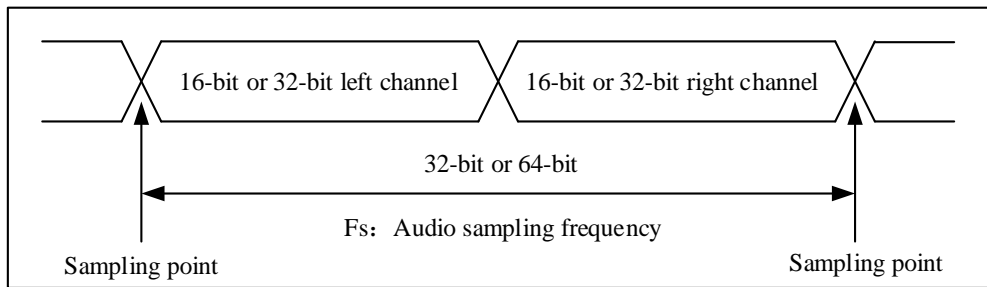 16-bit or 32-bit left channel
16-bit or 32-bit right channel
32-bit or 64-bit
Fs：Audio sampling frequency
Sampling point
Sampling point